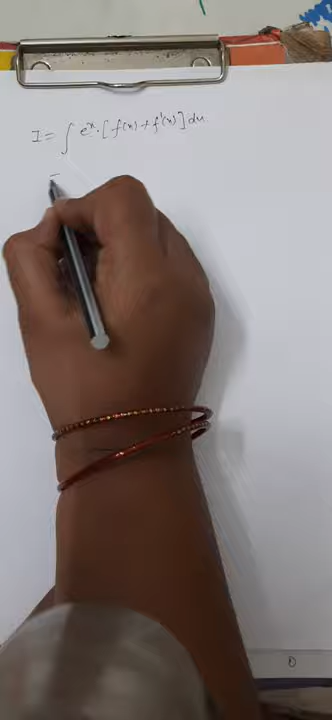 I = ∫ eˣ · [f(x) + f'(x)] dx